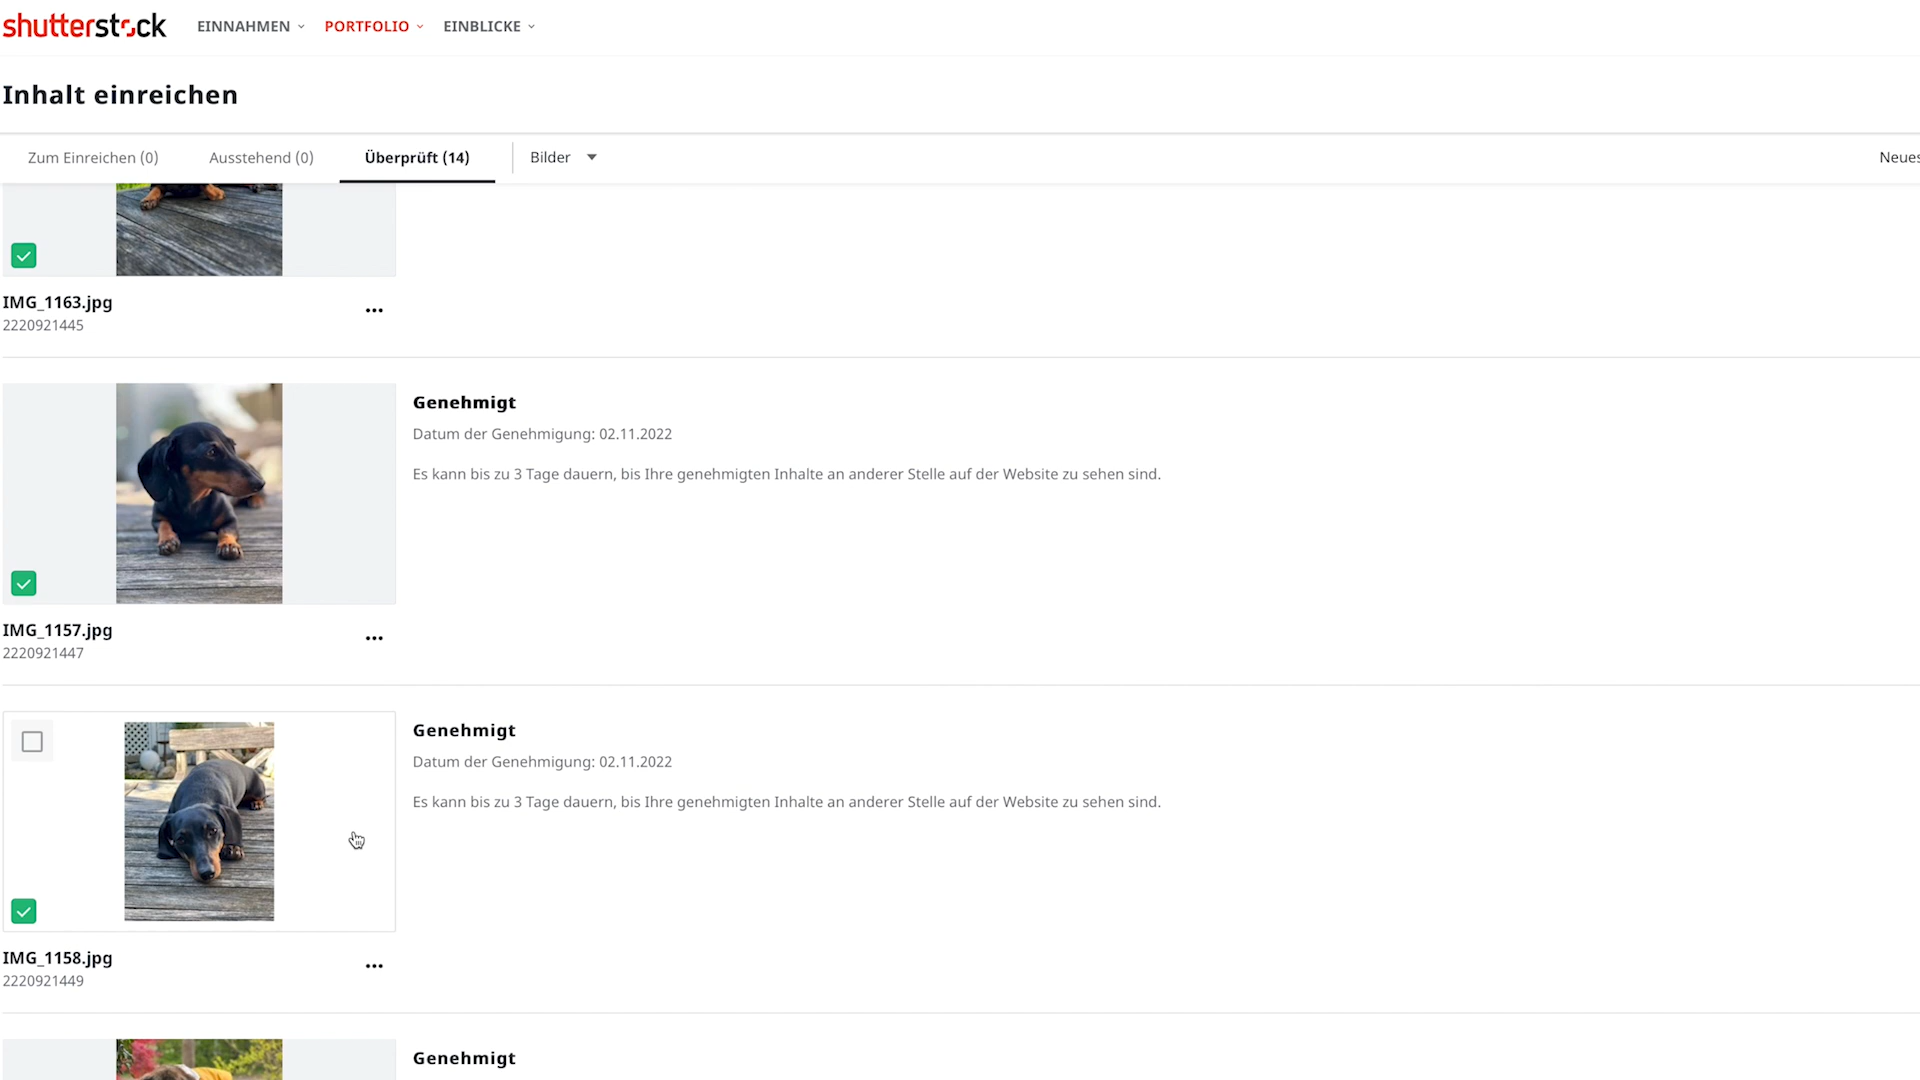 shutterstock EINNAHMEN PORTFOLIO EINBLICKE
Inhalt einreichen
Zum Einreichen (0) Ausstehend (0) Überprüft (14) Bilder Neues
IMG_1163.jpg
2220921445
Genehmigt
Datum der Genehmigung: 02.11.2022
Es kann bis zu 3 Tage dauern, bis Ihre genehmigten Inhalte an anderer Stelle auf der Website zu sehen sind.
IMG_1157.jpg
2220921447
Genehmigt
Datum der Genehmigung: 02.11.2022
Es kann bis zu 3 Tage dauern, bis Ihre genehmigten Inhalte an anderer Stelle auf der Website zu sehen sind.
IMG_1158.jpg
2220921449
Genehmigt